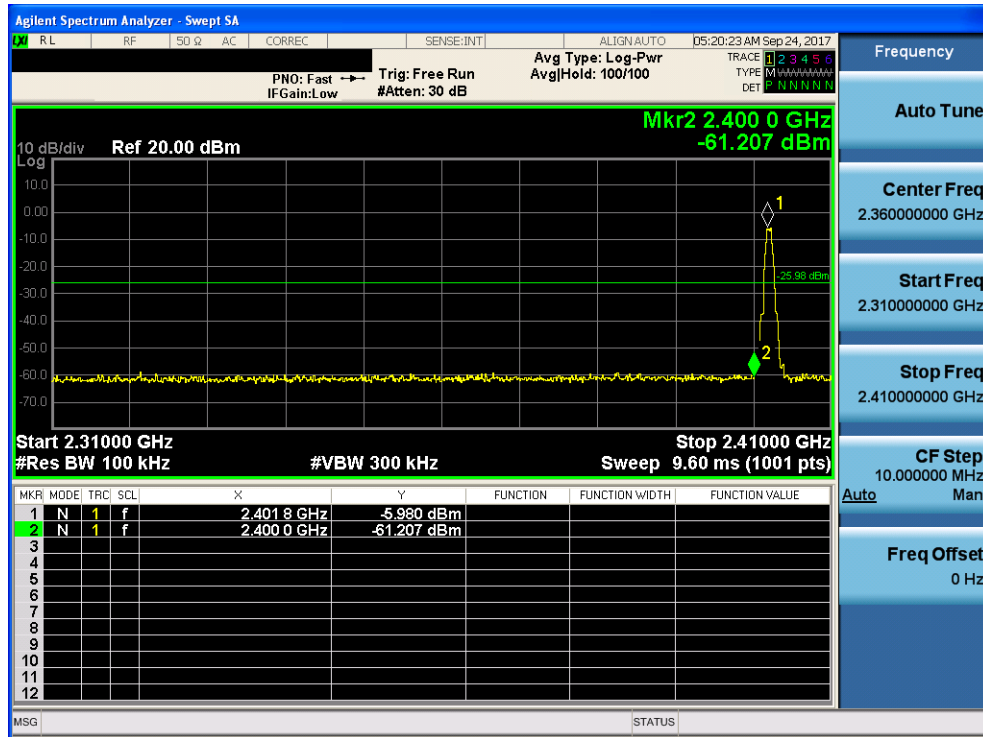 Agilent Spectrum Analyzer - Swept SA
LXI RL RF 50 Ω AC CORREC SENSE:INT ALIGN AUTO 05:20:23 AM Sep 24, 2017
Frequency
Avg Type: Log-Pwr TRACE 1 2 3 4 5 6
PNO: Fast Trig: Free Run Avg|Hold: 100/100 TYPE M
IFGain:Low #Atten: 30 dB DET P N N N N N
Auto Tune
Mkr2 2.400 0 GHz
-61.207 dBm
10 dB/div Ref 20.00 dBm
Log
10.0
0.00
-10.0
-20.0
-30.0
-40.0
-50.0
-60.0
-70.0
1
-25.98 dBm
2
Center Freq
2.360000000 GHz
Start Freq
2.310000000 GHz
Stop Freq
2.410000000 GHz
Start 2.31000 GHz Stop 2.41000 GHz
#Res BW 100 kHz #VBW 300 kHz Sweep 9.60 ms (1001 pts)
CF Step
10.000000 MHz
Auto Man
MKR MODE TRC SCL X Y FUNCTION FUNCTION WIDTH FUNCTION VALUE
1 N 1 f 2.401 8 GHz -5.980 dBm
2 N 1 f 2.400 0 GHz -61.207 dBm
3
4
5
6
7
8
9
10
11
12
Freq Offset
0 Hz
MSG STATUS